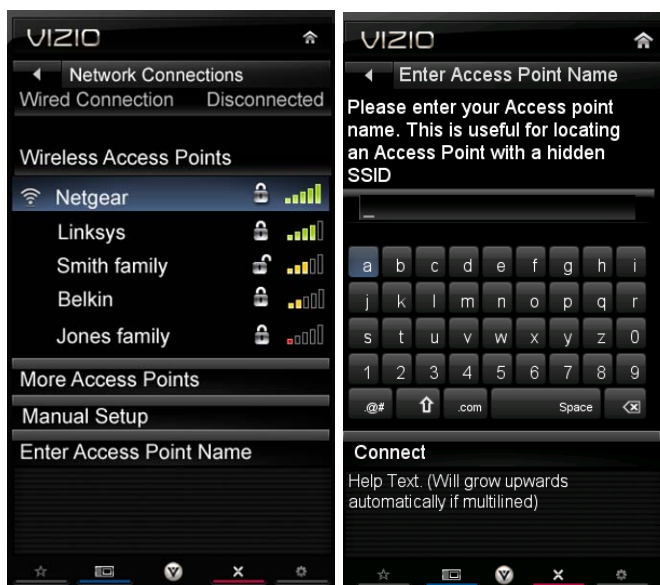 VIZIO
Network Connections
Wired Connection Disconnected
Wireless Access Points
Netgear
Linksys
Smith family
Belkin
Jones family
More Access Points
Manual Setup
Enter Access Point Name
V
VIZIO
Enter Access Point Name
Please enter your Access point
name. This is useful for locating
an Access Point with a hidden
SSID
_
a b c d e f g h i
j k l m n o p q r
s t u v w x y z 0
1 2 3 4 5 6 7 8 9
.@# .com Space
Connect
Help Text. (Will grow upwards
automatically if multilined)
V